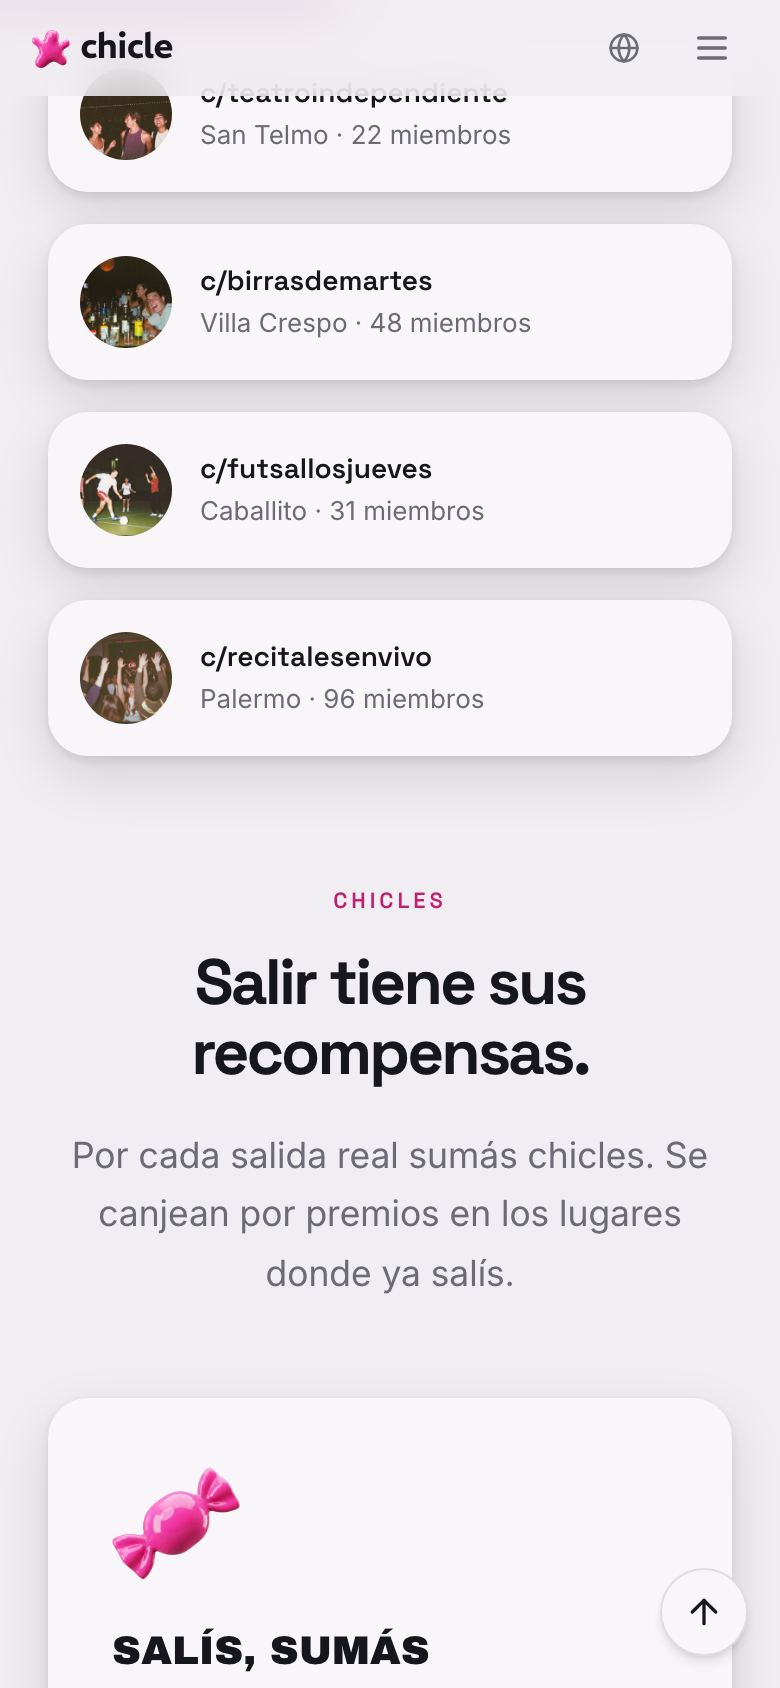 chicle
c/teatroindependiente
San Telmo · 22 miembros
c/birrasdemartes
Villa Crespo · 48 miembros
c/futsallosjueves
Caballito · 31 miembros
c/recitalesenvivo
Palermo · 96 miembros
CHICLES
Salir tiene sus
recompensas.
Por cada salida real sumás chicles. Se
canjean por premios en los lugares
donde ya salís.
SALÍS, SUMÁS